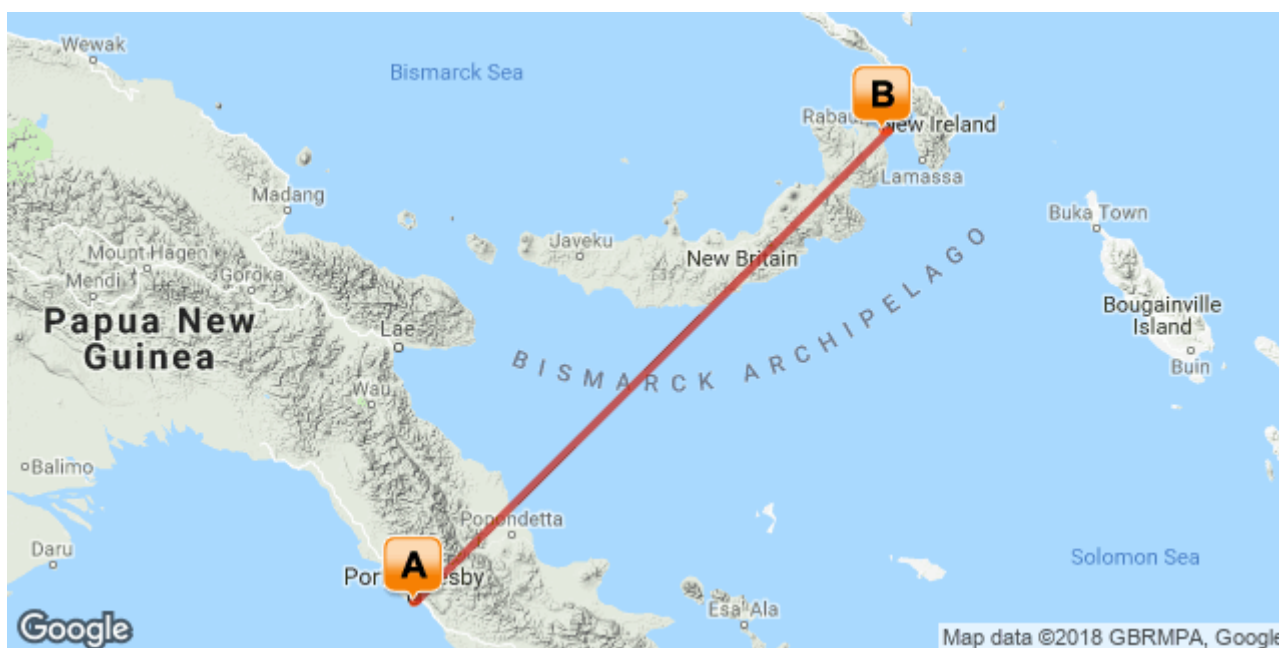 Wewak
Bismarck Sea
B
New Ireland
Lamassa
Madang
Buka Town
Javeku
Mount Hagen
New Britain
Goroka
Mendi
Bougainville
Island
Papua New
Guinea
Lae
BISMARCK ARCHIPELAGO
Buin
Wau
Balimo
Popondetta
Daru
A
Solomon Sea
Esa'Ala
Google
Map data ©2018 GBRMPA, Google